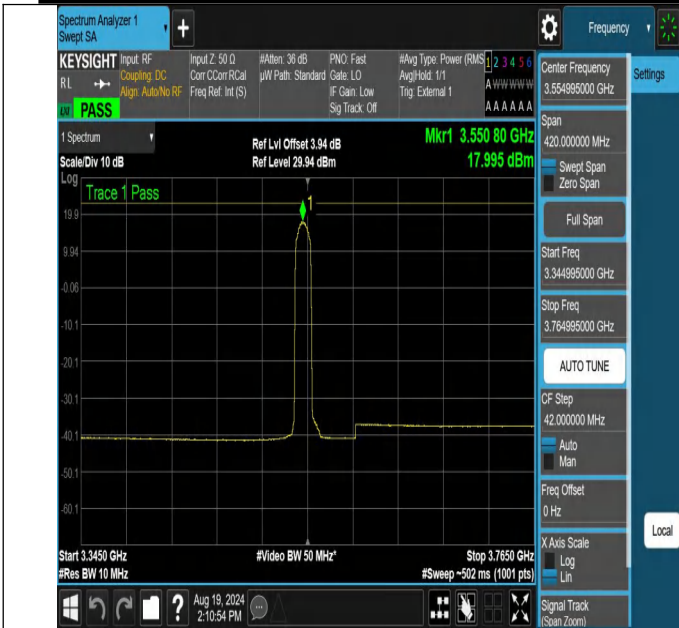 Spectrum Analyzer 1
Swept SA
+
Frequency
KEYSIGHT
RL
LXI
PASS
Input: RF
Coupling: DC
Align: Auto/No RF
Input Z: 50 Ω
Corr CCorr RCal
Freq Ref: Int (S)
#Atten: 36 dB
µW Path: Standard
PNO: Fast
Gate: LO
IF Gain: Low
Sig Track: Off
#Avg Type: Power (RMS
Avg|Hold: 1/1
Trig: External 1
1 2 3 4 5 6
A W W W W W
A A A A A A
1 Spectrum
Scale/Div 10 dB
Ref Lvl Offset 3.94 dB
Ref Level 29.94 dBm
Mkr1 3.550 80 GHz
17.995 dBm
Log
Trace 1 Pass
1
19.9
9.94
-0.06
-10.1
-20.1
-30.1
-40.1
-50.1
-60.1
Start 3.3450 GHz
#Res BW 10 MHz
#Video BW 50 MHz*
Stop 3.7650 GHz
#Sweep ~502 ms (1001 pts)
?
Aug 19, 2024
2:10:54 PM
Center Frequency
3.554995000 GHz
Span
420.000000 MHz
Swept Span
Zero Span
Full Span
Start Freq
3.344995000 GHz
Stop Freq
3.764995000 GHz
AUTO TUNE
CF Step
42.000000 MHz
Auto
Man
Freq Offset
0 Hz
X Axis Scale
Log
Lin
Signal Track
(Span Zoom)
Settings
Local